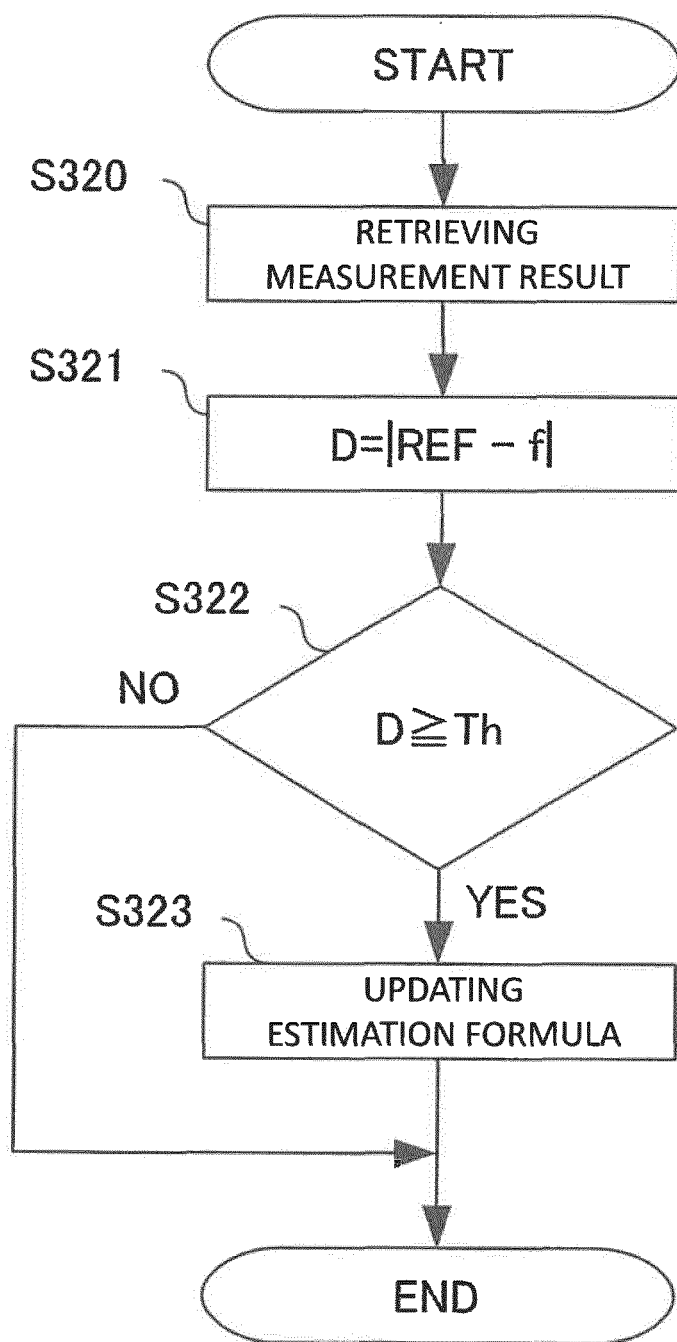 START
S320
RETRIEVING
MEASUREMENT RESULT
S321
D=|REF − f|
S322
NO
D≧Th
YES
S323
UPDATING
ESTIMATION FORMULA
END